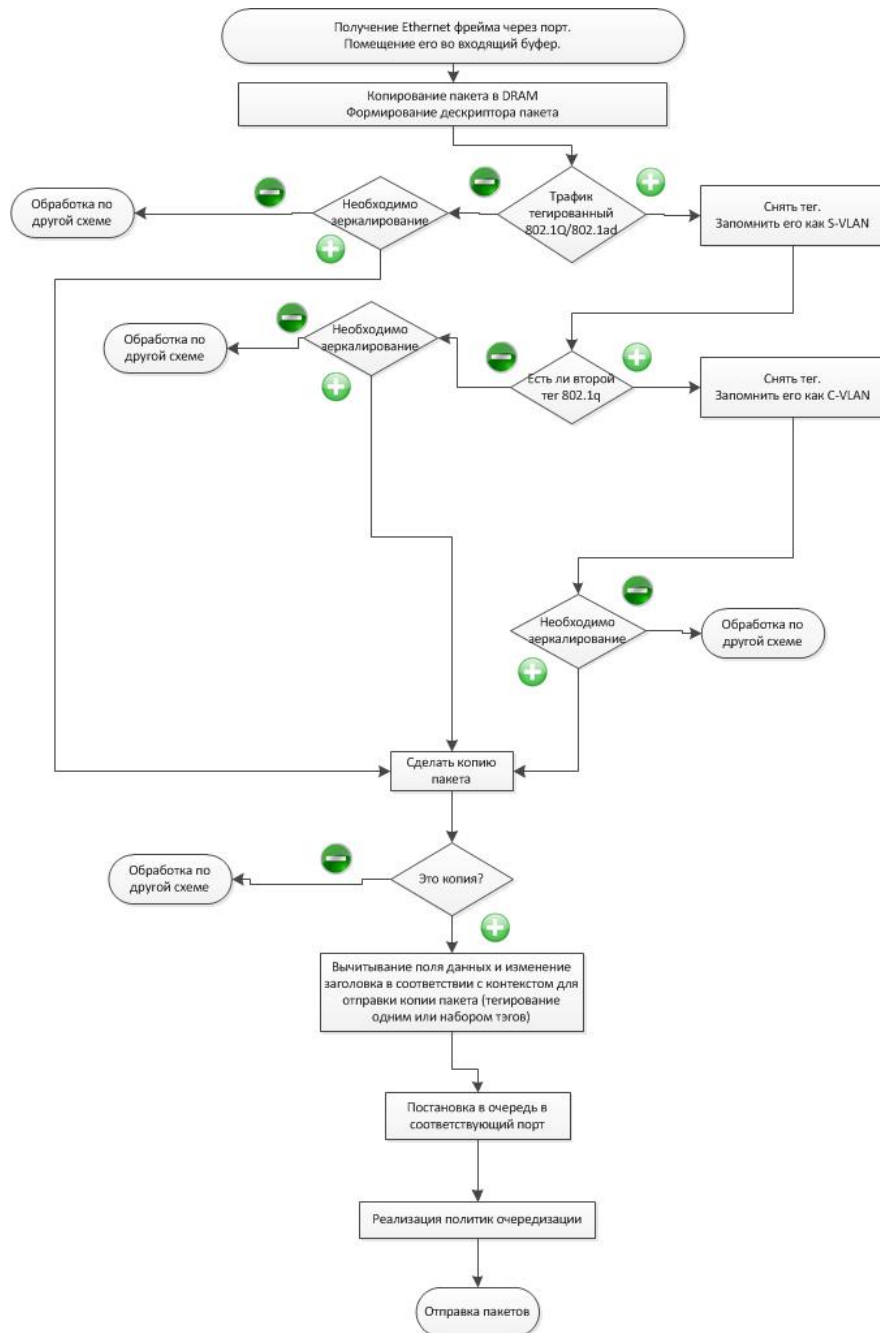 Получение Ethernet фрейма через порт.
Помещение его во входящий буфер.
Копирование пакета в DRAM
Формирование дескриптора пакета
Обработка по
другой схеме
Необходимо
зеркалирование
Трафик
тегированный
802.1Q/802.1ad
Снять тег.
Запомнить его как S-VLAN
Обработка по
другой схеме
Необходимо
зеркалирование
Есть ли второй
тег 802.1q
Снять тег.
Запомнить его как C-VLAN
Необходимо
зеркалирование
Обработка по
другой схеме
Сделать копию
пакета
Обработка по
другой схеме
Это копия?
Вычитывание поля данных и изменение
заголовка в соответствии с контекстом для
отправки копии пакета (тегирование
одним или набором тэгов)
Постановка в очередь в
соответствующий порт
Реализация политик очередизации
Отправка пакетов